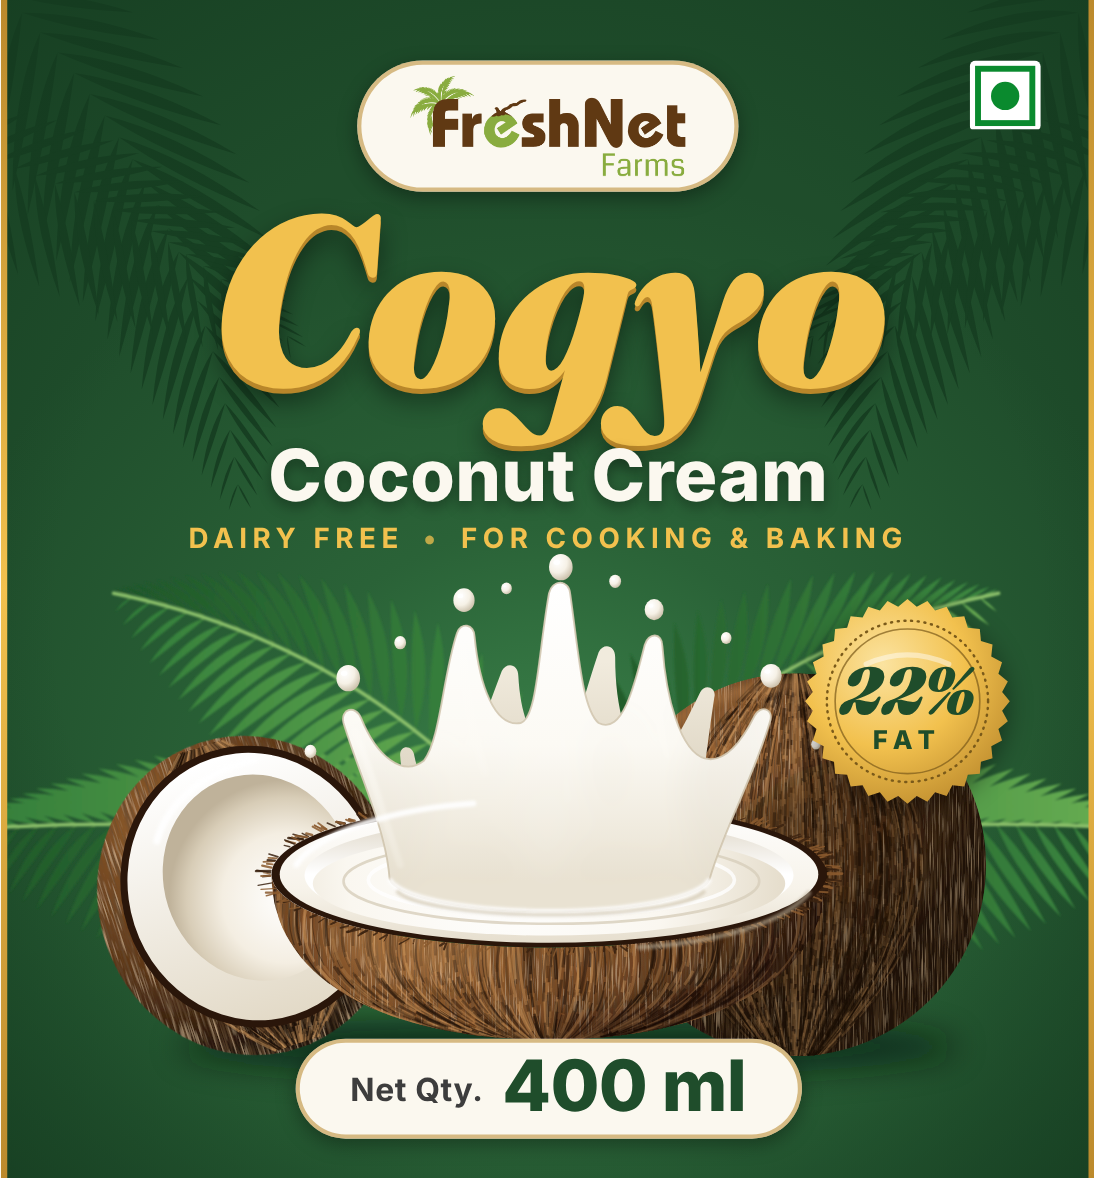 FreshNet
Farms
Cogyo
Coconut Cream
DAIRY FREE • FOR COOKING & BAKING
22%
FAT
Net Qty. 400 ml